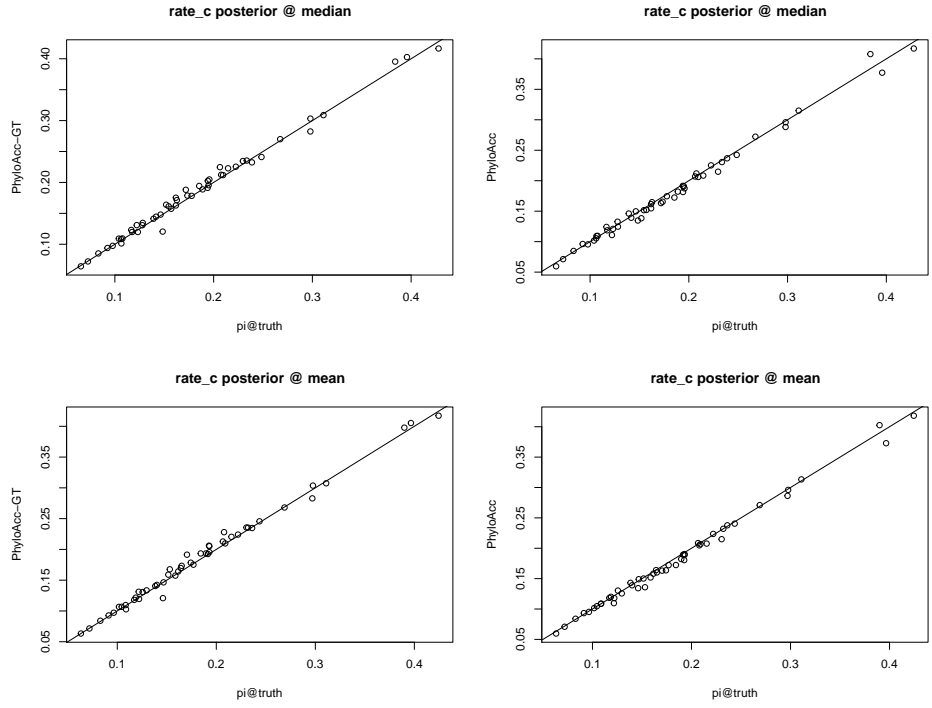 rate_c posterior @ median
PhyloAcc−GT
0.10 0.20 0.30 0.40
0.1 0.2 0.3 0.4
pi@truth
rate_c posterior @ median
PhyloAcc
0.05 0.15 0.25 0.35
0.1 0.2 0.3 0.4
pi@truth
rate_c posterior @ mean
PhyloAcc−GT
0.05 0.15 0.25 0.35
0.1 0.2 0.3 0.4
pi@truth
rate_c posterior @ mean
PhyloAcc
0.05 0.15 0.25 0.35
0.1 0.2 0.3 0.4
pi@truth